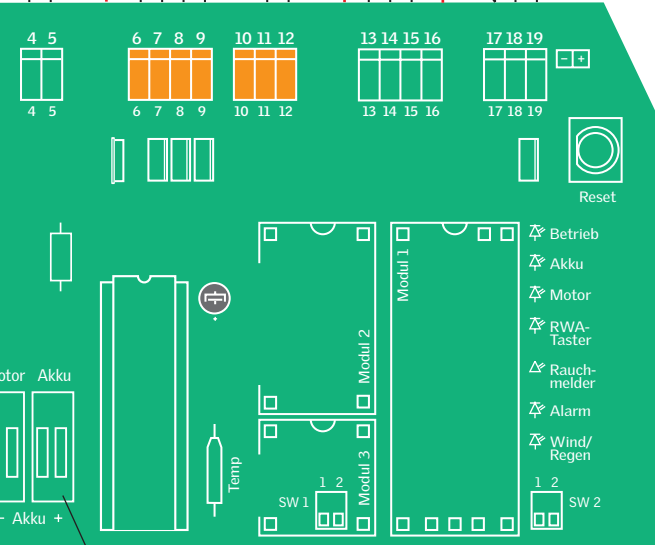 4 5 6 7 8 9 10 11 12 13 14 15 16 17 18 19
- +
4 5 6 7 8 9 10 11 12 13 14 15 16 17 18 19
Reset
Betrieb
Akku
Motor
RWA-
Taster
Rauch-
melder
Alarm
Wind/
Regen
Modul 1
Modul 2
Modul 3
otor Akku
- Akku +
Temp
1 2
SW 1
1 2
SW 2